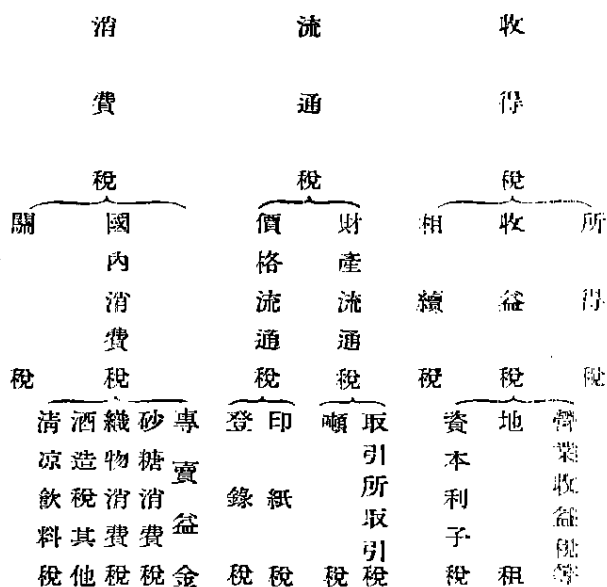 收得稅
所得稅
收益稅
營業收益稅等
地租
資本利子稅
相續稅
流通稅
財產流通稅
取引所取引稅
噸稅
價格流通稅
印紙稅
登錄稅
消費稅
國內消費稅
專賣益金
砂糖消費稅
織物消費稅
酒造稅其他
淸凉飮料稅
關稅